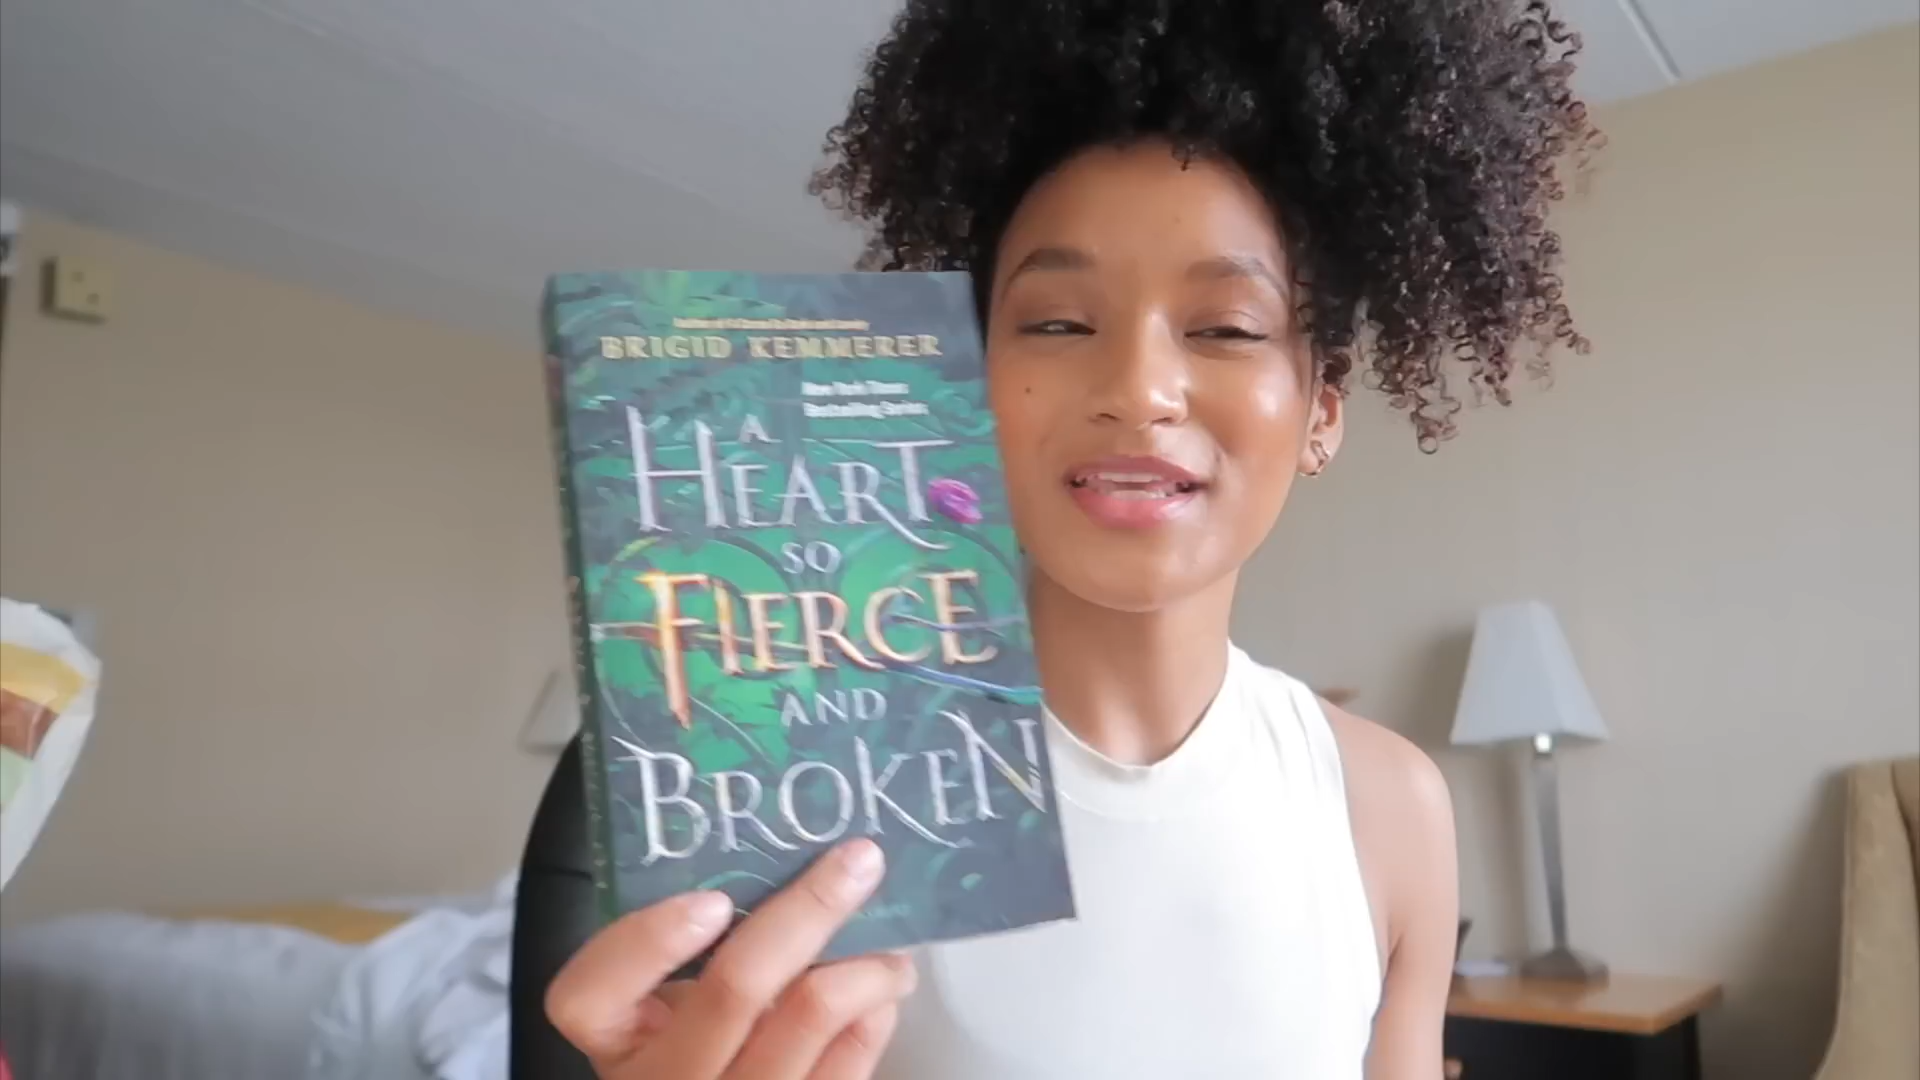 BRIGID KEMMERER
New York Times
Bestselling Series
A
HEART
SO
FIERCE
AND
BROKEN